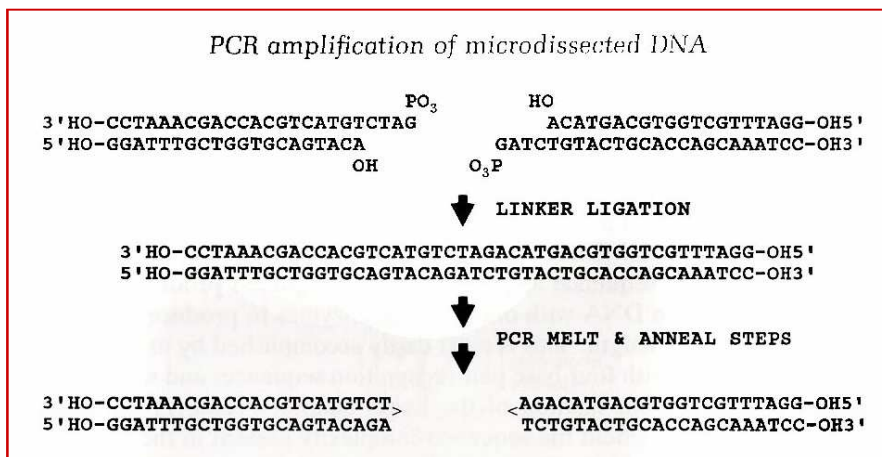 PCR amplification of microdissected DNA
PO3 HO
3'HO-CCTAAACGACCACGTCATGTCTAG ACATGACGTGGTCGTTTAGG-OH5'
5'HO-GGATTTGCTGGTGCAGTACA GATCTGTACTGCACCAGCAAATCC-OH3'
OH O3P
LINKER LIGATION
3'HO-CCTAAACGACCACGTCATGTCTAGACATGACGTGGTCGTTTAGG-OH5'
5'HO-GGATTTGCTGGTGCAGTACAGATCTGTACTGCACCAGCAAATCC-OH3'
PCR MELT & ANNEAL STEPS
3'HO-CCTAAACGACCACGTCATGTCT> <AGACATGACGTGGTCGTTTAGG-OH5'
5'HO-GGATTTGCTGGTGCAGTACAGA TCTGTACTGCACCAGCAAATCC-OH3'